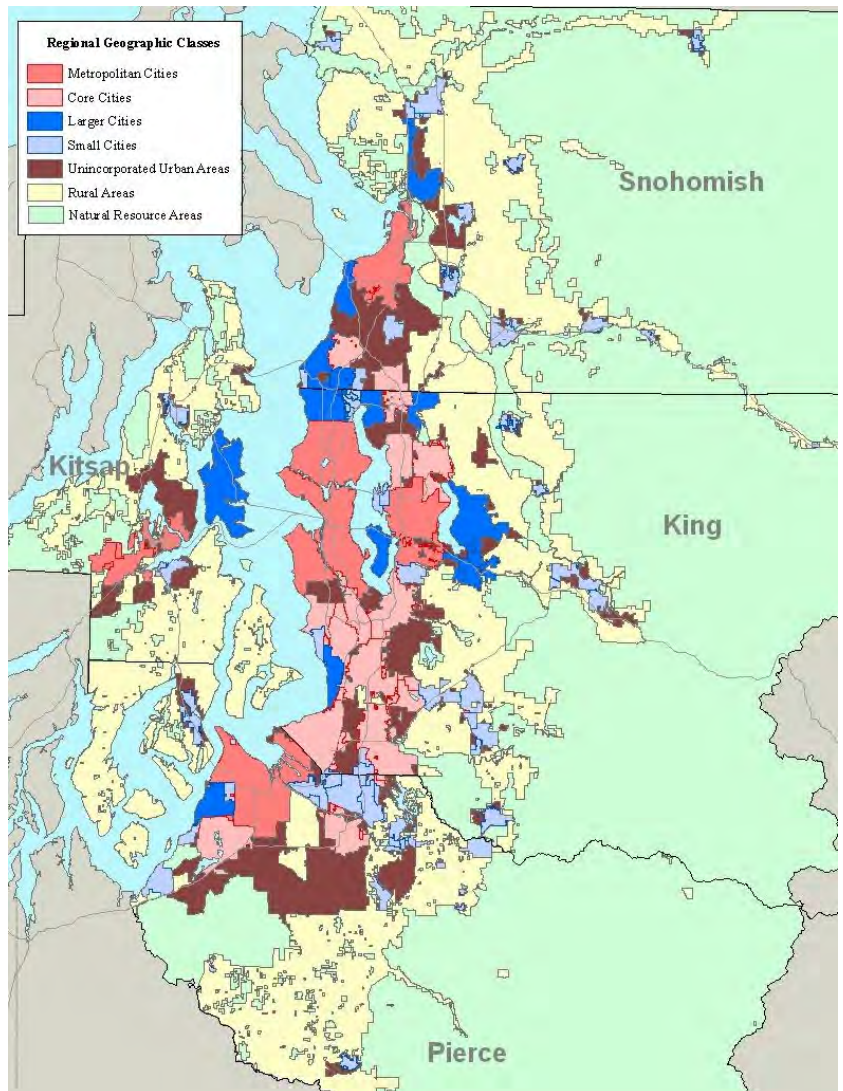 Regional Geographic Classes
Metropolitan Cities
Core Cities
Larger Cities
Small Cities
Unincorporated Urban Areas
Rural Areas
Natural Resource Areas
Snohomish
Kitsap
King
Pierce